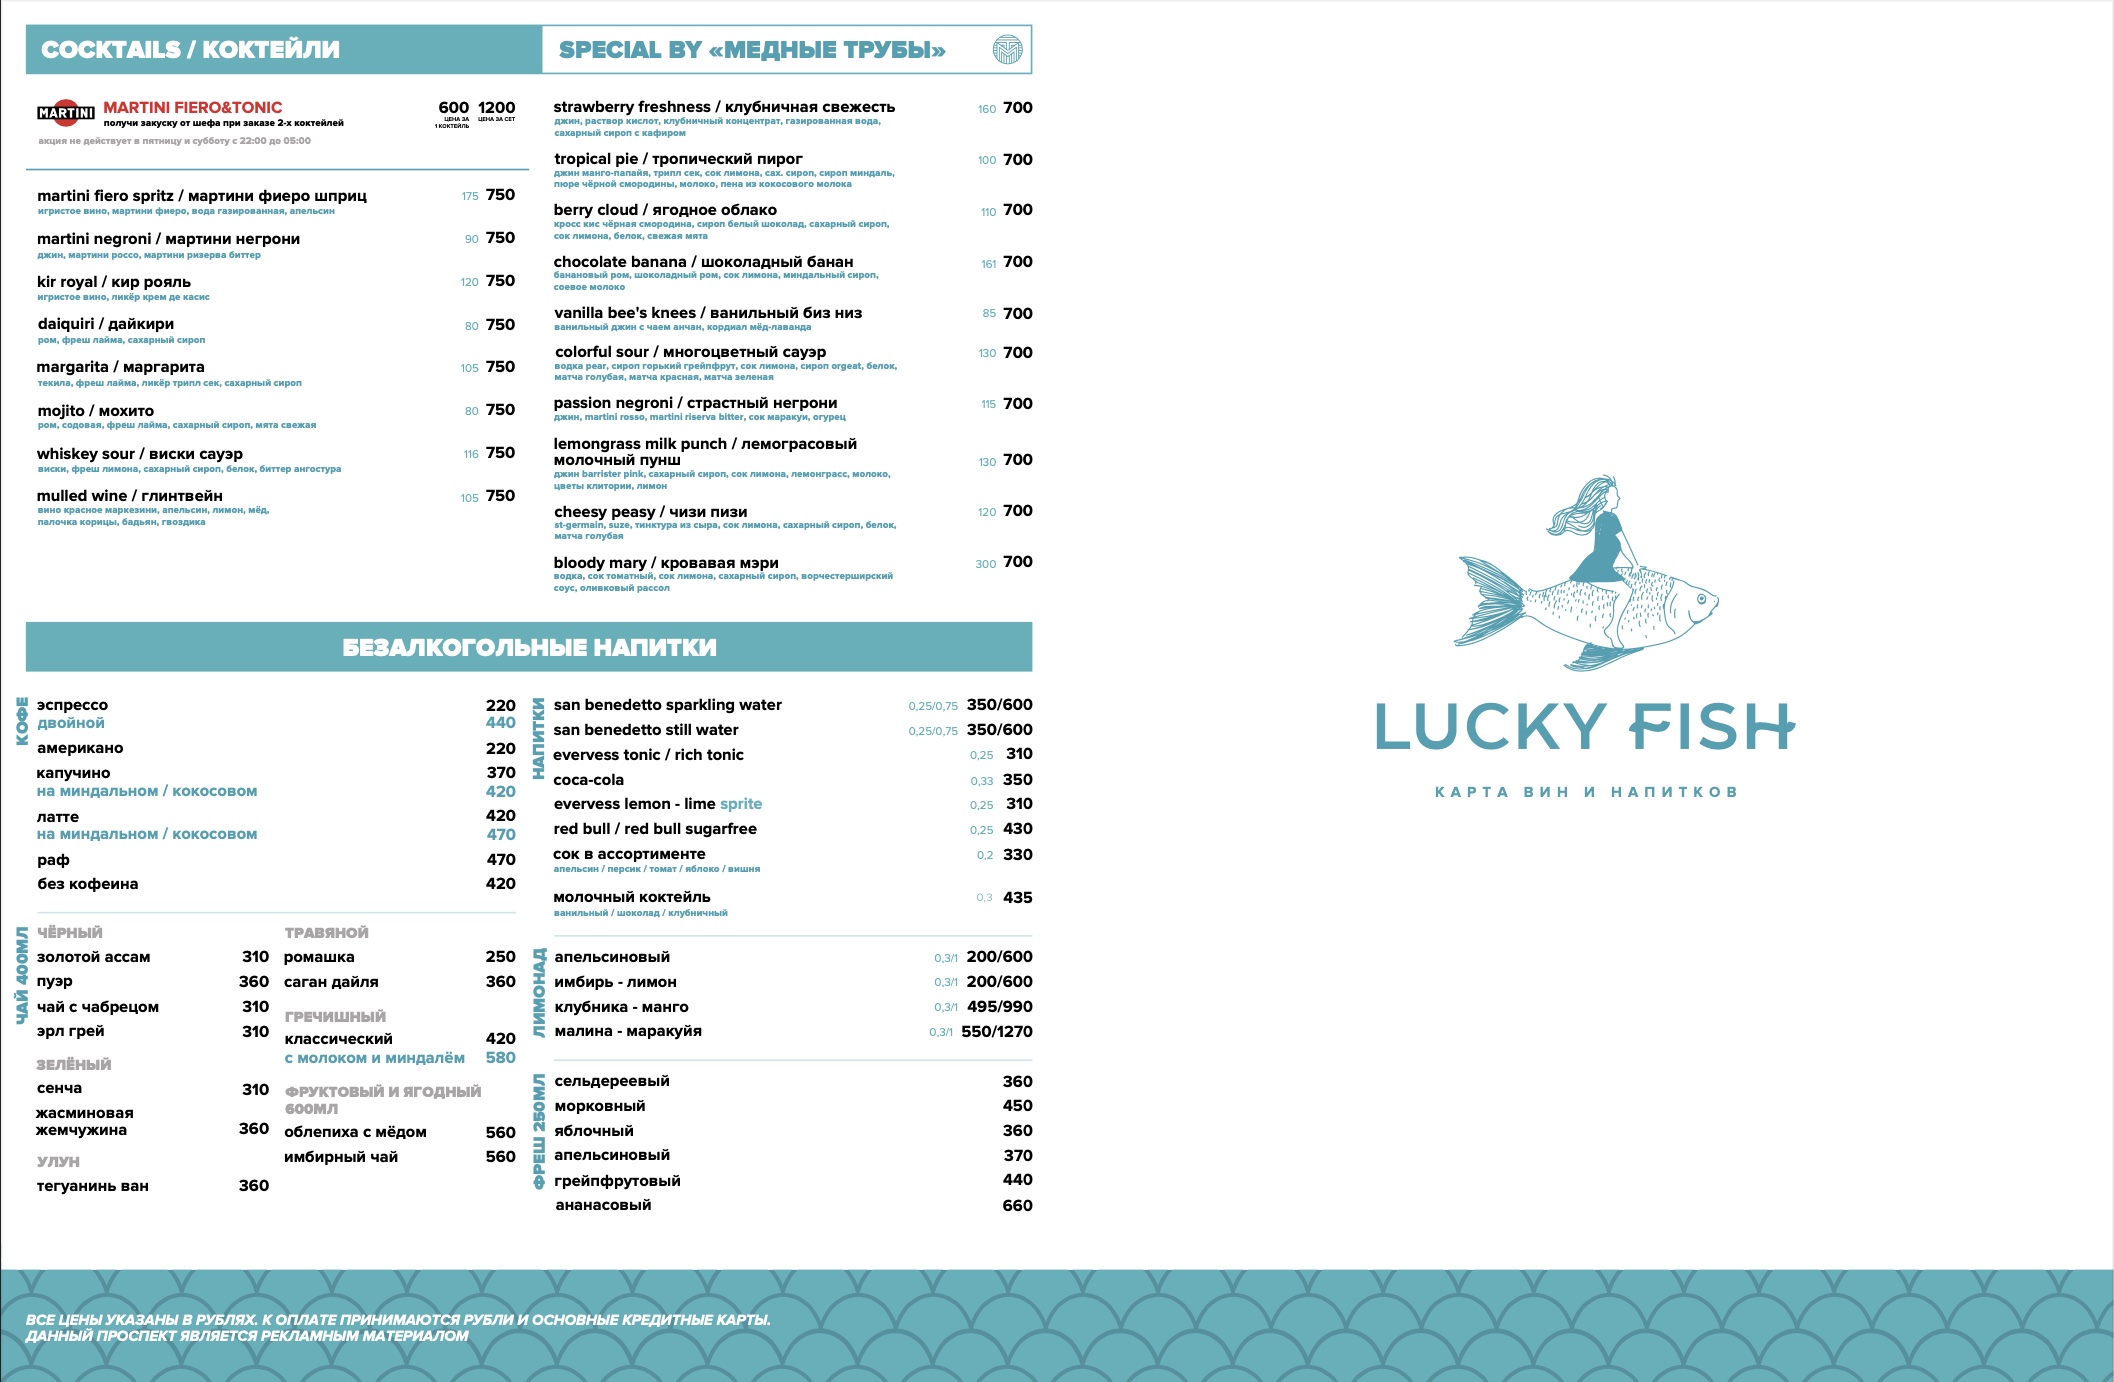 COCKTAILS / КОКТЕЙЛИ
MARTINI
MARTINI FIERO&TONIC 600 1200
получи закуску от шефа при заказе 2-х коктейлей ЦЕНА ЗА 1 КОКТЕЙЛЬ ЦЕНА ЗА СЕТ
акция не действует в пятницу и субботу с 22:00 до 05:00
martini fiero spritz / мартини фиеро шприц 175 750
игристое вино, мартини фиеро, вода газированная, апельсин
martini negroni / мартини негрони 90 750
джин, мартини россо, мартини ризерва биттер
kir royal / кир рояль 120 750
игристое вино, ликёр крем де касис
daiquiri / дайкири 80 750
ром, фреш лайма, сахарный сироп
margarita / маргарита 105 750
текила, фреш лайма, ликёр трипл сек, сахарный сироп
mojito / мохито 80 750
ром, содовая, фреш лайма, сахарный сироп, мята свежая
whiskey sour / виски сауэр 116 750
виски, фреш лимона, сахарный сироп, белок, биттер ангостура
mulled wine / глинтвейн 105 750
вино красное маркезини, апельсин, лимон, мёд,
палочка корицы, бадьян, гвоздика
SPECIAL BY «МЕДНЫЕ ТРУБЫ»
strawberry freshness / клубничная свежесть 160 700
джин, раствор кислот, клубничный концентрат, газированная вода,
сахарный сироп с кафиром
tropical pie / тропический пирог 100 700
джин манго-папайя, трипл сек, сок лимона, сах. сироп, сироп миндаль,
пюре чёрной смородины, молоко, пена из кокосового молока
berry cloud / ягодное облако 110 700
кросс кис чёрная смородина, сироп белый шоколад, сахарный сироп,
сок лимона, белок, свежая мята
chocolate banana / шоколадный банан 161 700
банановый ром, шоколадный ром, сок лимона, миндальный сироп,
соевое молоко
vanilla bee's knees / ванильный биз низ 85 700
ванильный джин с чаем анчан, кордиал мёд-лаванда
colorful sour / многоцветный сауэр 130 700
водка pear, сироп горький грейпфрут, сок лимона, сироп orgeat, белок,
матча голубая, матча красная, матча зеленая
passion negroni / страстный негрони 115 700
джин, martini rosso, martini riserva bitter, сок маракуи, огурец
lemongrass milk punch / лемограсовый
молочный пунш 130 700
джин barrister pink, сахарный сироп, сок лимона, лемонграсс, молоко,
цветы клитории, лимон
cheesy peasy / чизи пизи 120 700
st-germain, suze, тинктура из сыра, сок лимона, сахарный сироп, белок,
матча голубая
bloody mary / кровавая мэри 300 700
водка, сок томатный, сок лимона, сахарный сироп, ворчестерширский
соус, оливковый рассол
БЕЗАЛКОГОЛЬНЫЕ НАПИТКИ
КОФЕ
эспрессо 220
двойной 440
американо 220
капучино 370
на миндальном / кокосовом 420
латте 420
на миндальном / кокосовом 470
раф 470
без кофеина 420
ЧАЙ 400МЛ
ЧЁРНЫЙ
золотой ассам 310
пуэр 360
чай с чабрецом 310
эрл грей 310
ЗЕЛЁНЫЙ
сенча 310
жасминовая
жемчужина 360
УЛУН
тегуанинь ван 360
ТРАВЯНОЙ
ромашка 250
саган дайля 360
ГРЕЧИШНЫЙ
классический 420
с молоком и миндалём 580
ФРУКТОВЫЙ И ЯГОДНЫЙ
600МЛ
облепиха с мёдом 560
имбирный чай 560
НАПИТКИ
san benedetto sparkling water 0,25/0,75 350/600
san benedetto still water 0,25/0,75 350/600
evervess tonic / rich tonic 0,25 310
coca-cola 0,33 350
evervess lemon - lime sprite 0,25 310
red bull / red bull sugarfree 0,25 430
сок в ассортименте 0,2 330
апельсин / персик / томат / яблоко / вишня
молочный коктейль 0,3 435
ванильный / шоколад / клубничный
ЛИМОНАД
апельсиновый 0,3/1 200/600
имбирь - лимон 0,3/1 200/600
клубника - манго 0,3/1 495/990
малина - маракуйя 0,3/1 550/1270
ФРЕШ 250МЛ
сельдереевый 360
морковный 450
яблочный 360
апельсиновый 370
грейпфрутовый 440
ананасовый 660
LUCKY FISH
КАРТА ВИН И НАПИТКОВ
ВСЕ ЦЕНЫ УКАЗАНЫ В РУБЛЯХ. К ОПЛАТЕ ПРИНИМАЮТСЯ РУБЛИ И ОСНОВНЫЕ КРЕДИТНЫЕ КАРТЫ.
ДАННЫЙ ПРОСПЕКТ ЯВЛЯЕТСЯ РЕКЛАМНЫМ МАТЕРИАЛОМ